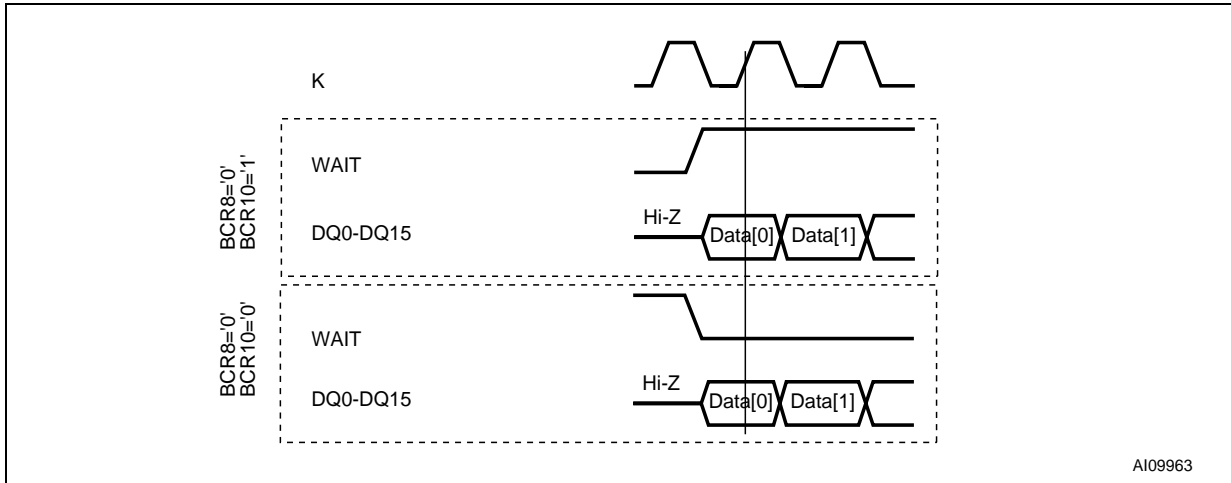 K
BCR8='0'
BCR10='1'
WAIT
Hi-Z
DQ0-DQ15
Data[0] Data[1]
BCR8='0'
BCR10='0'
WAIT
Hi-Z
DQ0-DQ15
Data[0] Data[1]
AI09963